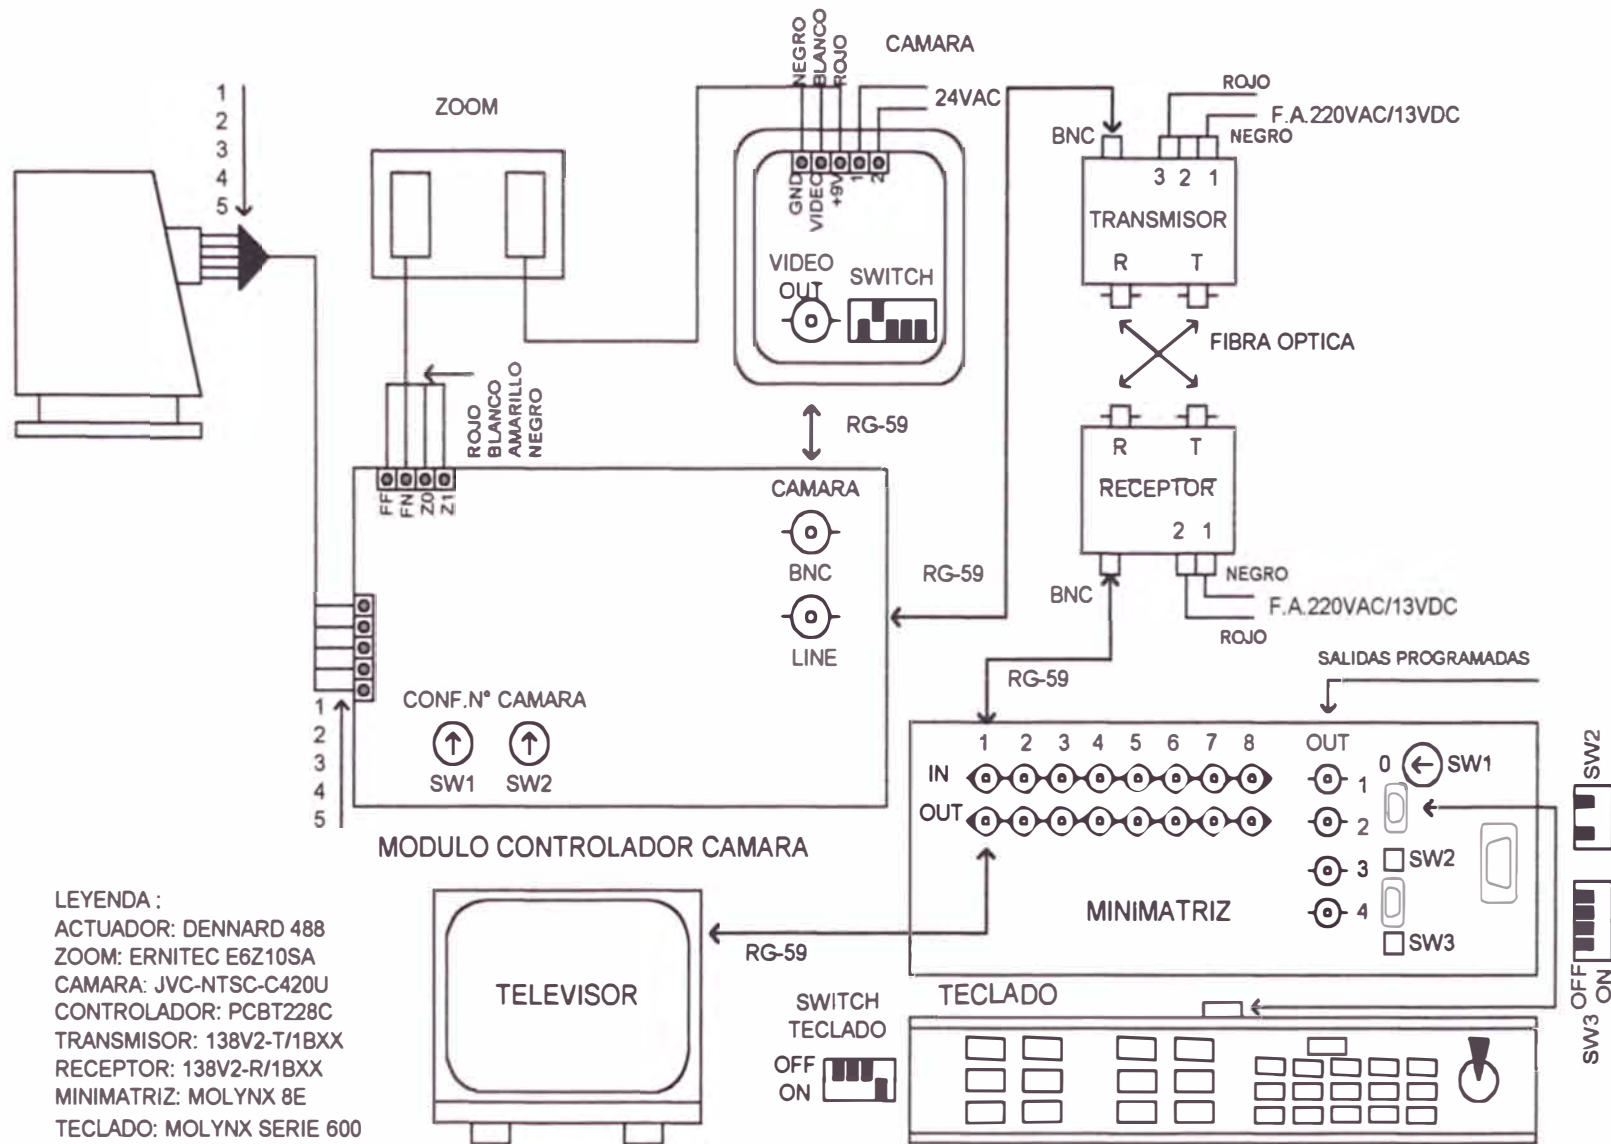 1
2
3
4
5
ZOOM
NEGRO
BLANCO
ROJO
CAMARA
24VAC
GND
VIDEO
+9V
1
2
VIDEO
OUT
SWITCH
RG-59
BNC
ROJO
F.A.220VAC/13VDC
NEGRO
3 2 1
TRANSMISOR
R T
FIBRA OPTICA
R T
RECEPTOR
2 1
BNC
NEGRO
F.A.220VAC/13VDC
ROJO
RG-59
RG-59
ROJO
BLANCO
AMARILLO
NEGRO
FF
FN
Z0
Z1
CAMARA
BNC
LINE
CONF.N° CAMARA
SW1 SW2
1
2
3
4
5
MODULO CONTROLADOR CAMARA
SALIDAS PROGRAMADAS
1 2 3 4 5 6 7 8 OUT
IN
OUT
1
2
3
4
0
SW1
SW2
SW3
MINIMATRIZ
SW2
SW3 OFF
ON
LEYENDA :
ACTUADOR: DENNARD 488
ZOOM: ERNITEC E6Z10SA
CAMARA: JVC-NTSC-C420U
CONTROLADOR: PCBT228C
TRANSMISOR: 138V2-T/1BXX
RECEPTOR: 138V2-R/1BXX
MINIMATRIZ: MOLYNX 8E
TECLADO: MOLYNX SERIE 600
TELEVISOR
RG-59
SWITCH
TECLADO
OFF
ON
TECLADO